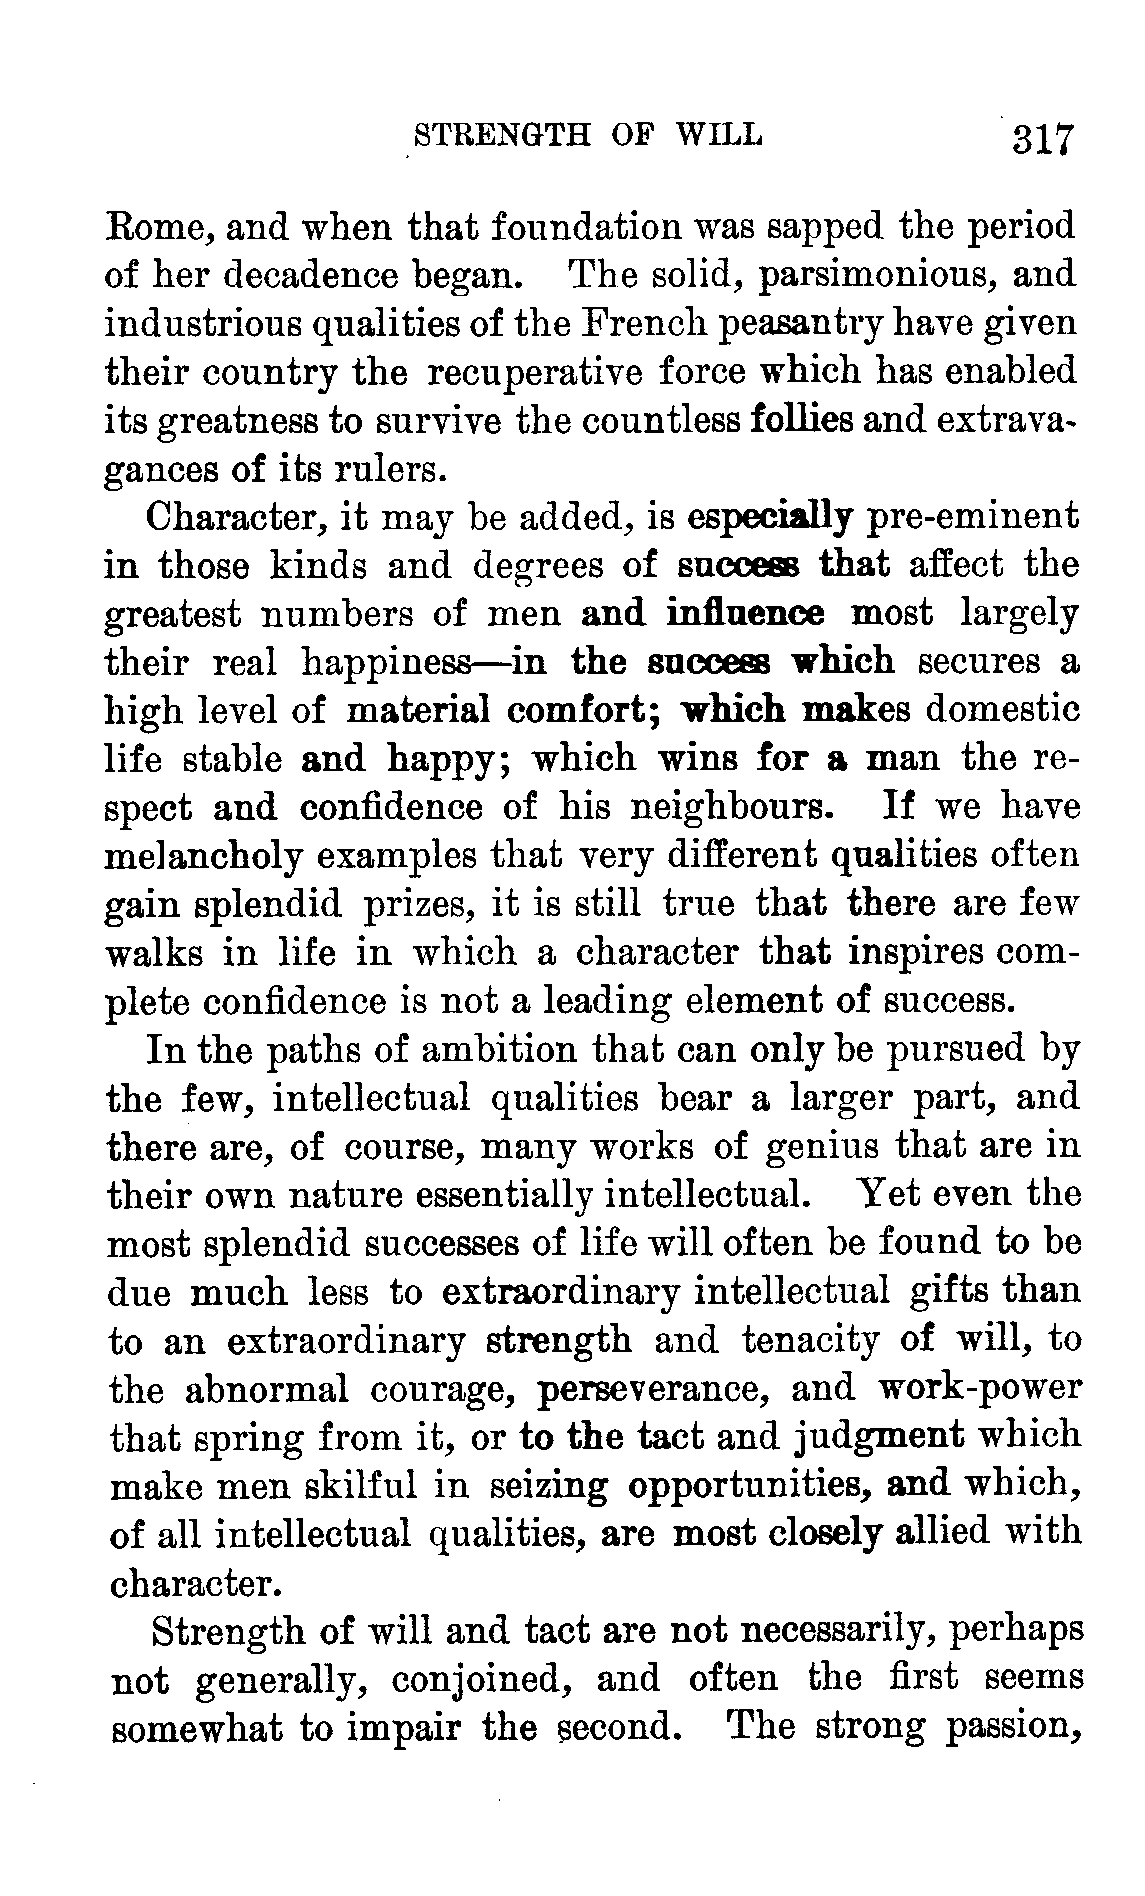 STRENGTH OF WILL 317
Rome, and when that foundation was sapped the period
of her decadence began. The solid, parsimonious, and
industrious qualities of the French peasantry have given
their country the recuperative force which has enabled
its greatness to survive the countless follies and extrava-
gances of its rulers.
Character, it may be added, is especially pre-eminent
in those kinds and degrees of success that affect the
greatest numbers of men and influence most largely
their real happiness—in the success which secures a
high level of material comfort; which makes domestic
life stable and happy; which wins for a man the re-
spect and confidence of his neighbours. If we have
melancholy examples that very different qualities often
gain splendid prizes, it is still true that there are few
walks in life in which a character that inspires com-
plete confidence is not a leading element of success.
In the paths of ambition that can only be pursued by
the few, intellectual qualities bear a larger part, and
there are, of course, many works of genius that are in
their own nature essentially intellectual. Yet even the
most splendid successes of life will often be found to be
due much less to extraordinary intellectual gifts than
to an extraordinary strength and tenacity of will, to
the abnormal courage, perseverance, and work-power
that spring from it, or to the tact and judgment which
make men skilful in seizing opportunities, and which,
of all intellectual qualities, are most closely allied with
character.
Strength of will and tact are not necessarily, perhaps
not generally, conjoined, and often the first seems
somewhat to impair the second. The strong passion,